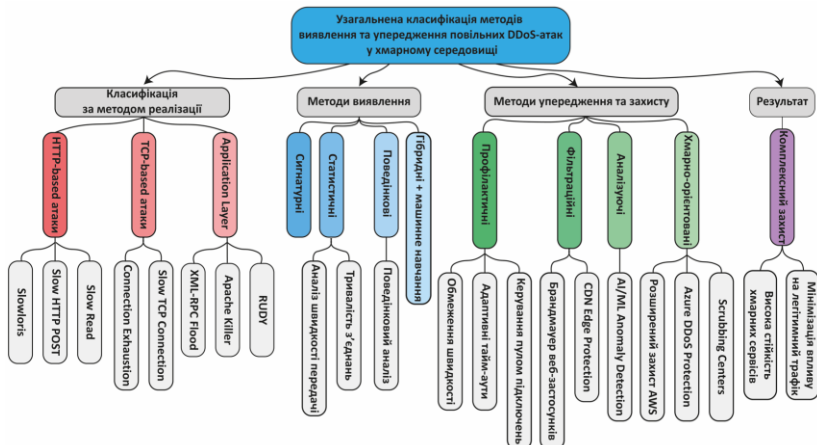 Узагальнена класифікація методів
виявлення та упередження повільних DDoS-атак
у хмарному середовищі
Класифікація
за методом реалізації
Методи виявлення
Методи упередження та захисту
Результат
HTTP-based атаки
TCP-based атаки
Application Layer
Сигнатурні
Статистичні
Поведінкові
Гібридні + машинне навчання
Профілактичні
Фільтраційні
Аналізуючі
Хмарно-орієнтовані
Комплексний захист
Slowloris
Slow HTTP POST
Slow Read
Connection Exhaustion
Slow TCP Connection
XML-RPC Flood
Apache Killer
RUDY
Аналіз швидкості передачі
Тривалість з’єднань
Поведінковий аналіз
Обмеження швидкості
Адаптивні тайм-аути
Керування пулом підключень
Брандмауер веб-застосунків
CDN Edge Protection
AI/ML Anomaly Detection
Розширений захист AWS
Azure DDoS Protection
Scrubbing Centers
Висока стійкість
хмарних сервісів
Мінімізація впливу
на легітимний трафік